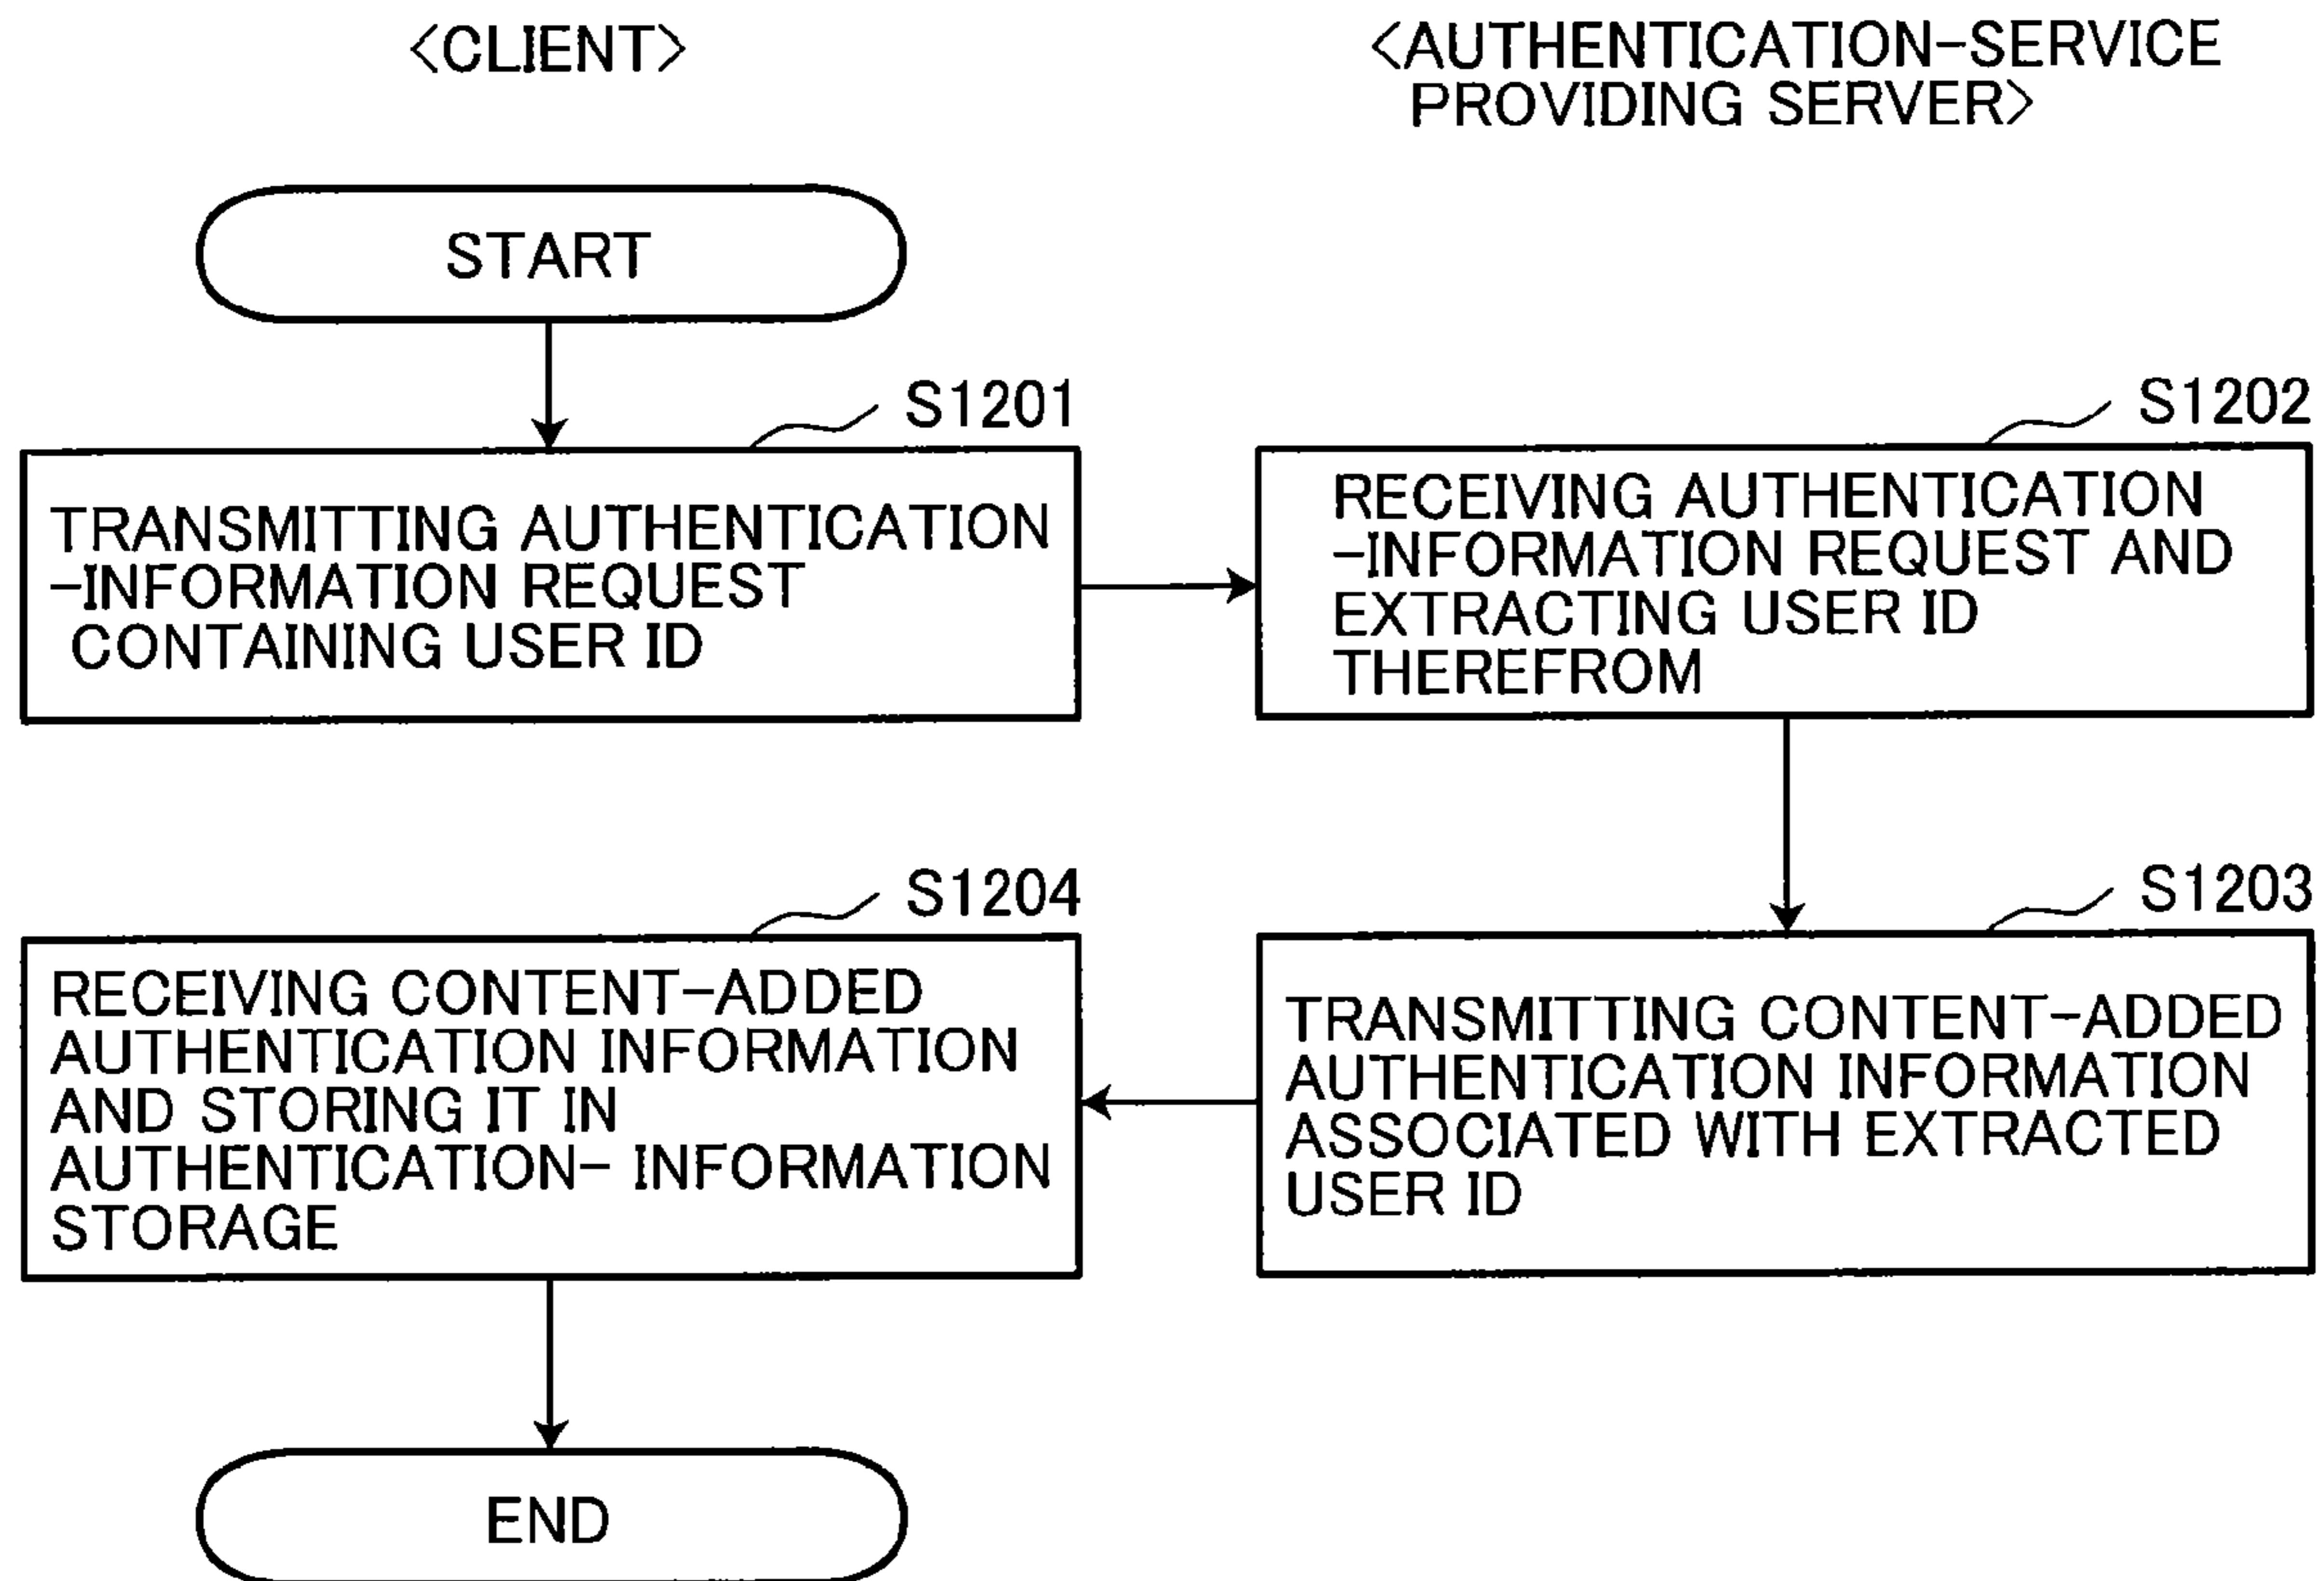 <CLIENT>
<AUTHENTICATION-SERVICE
PROVIDING SERVER>
START
S1201
TRANSMITTING AUTHENTICATION
-INFORMATION REQUEST
CONTAINING USER ID
S1202
RECEIVING AUTHENTICATION
-INFORMATION REQUEST AND
EXTRACTING USER ID
THEREFROM
S1203
TRANSMITTING CONTENT-ADDED
AUTHENTICATION INFORMATION
ASSOCIATED WITH EXTRACTED
USER ID
S1204
RECEIVING CONTENT-ADDED
AUTHENTICATION INFORMATION
AND STORING IT IN
AUTHENTICATION- INFORMATION
STORAGE
END